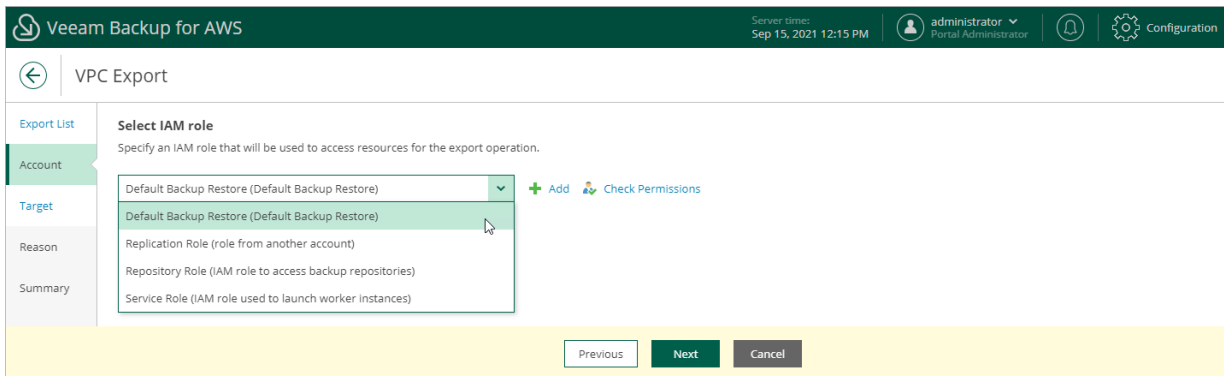 Veeam Backup for AWS
Server time:
Sep 15, 2021 12:15 PM
administrator
Portal Administrator
Configuration
VPC Export
Export List
Account
Target
Reason
Summary
Select IAM role
Specify an IAM role that will be used to access resources for the export operation.
Default Backup Restore (Default Backup Restore)
Add
Check Permissions
Default Backup Restore (Default Backup Restore)
Replication Role (role from another account)
Repository Role (IAM role to access backup repositories)
Service Role (IAM role used to launch worker instances)
Previous
Next
Cancel